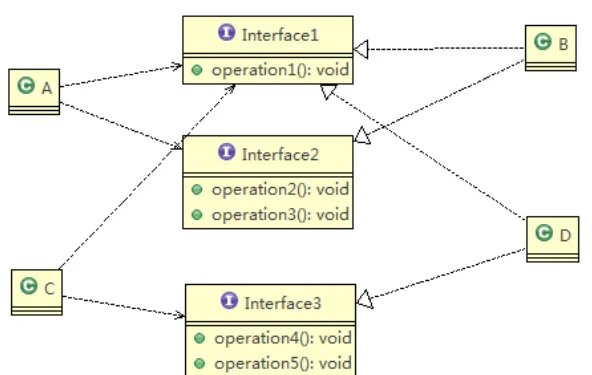 I Interface1
operation1(): void
C B
C A
I Interface2
operation2(): void
operation3(): void
C D
C C
I Interface3
operation4(): void
operation5(): void